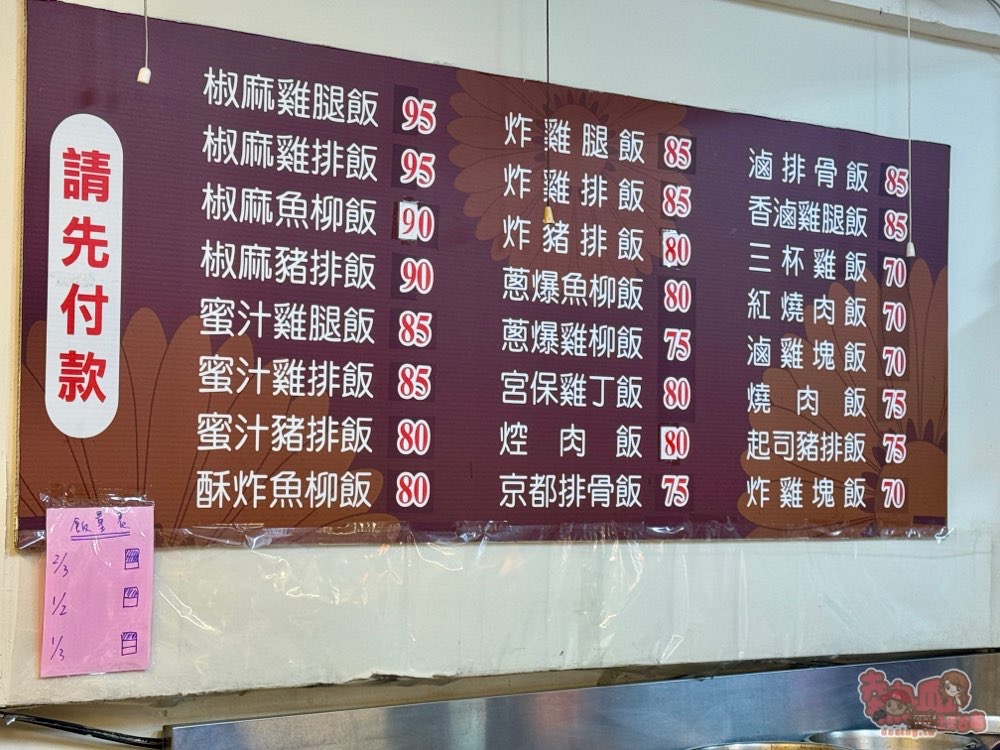 請先付款
椒麻雞腿飯 95
椒麻雞排飯 95
椒麻魚柳飯 90
椒麻豬排飯 90
蜜汁雞腿飯 85
蜜汁雞排飯 85
蜜汁豬排飯 80
酥炸魚柳飯 80
炸雞腿飯 85
炸雞排飯 85
炸豬排飯 80
蔥爆魚柳飯 80
蔥爆雞柳飯 75
宮保雞丁飯 80
焢肉飯 80
京都排骨飯 75
滷排骨飯 85
香滷雞腿飯 85
三杯雞飯 70
紅燒肉飯 70
滷雞塊飯 70
燒肉飯 75
起司豬排飯 75
炸雞塊飯 70
飯量表
2/3
1/2
1/3